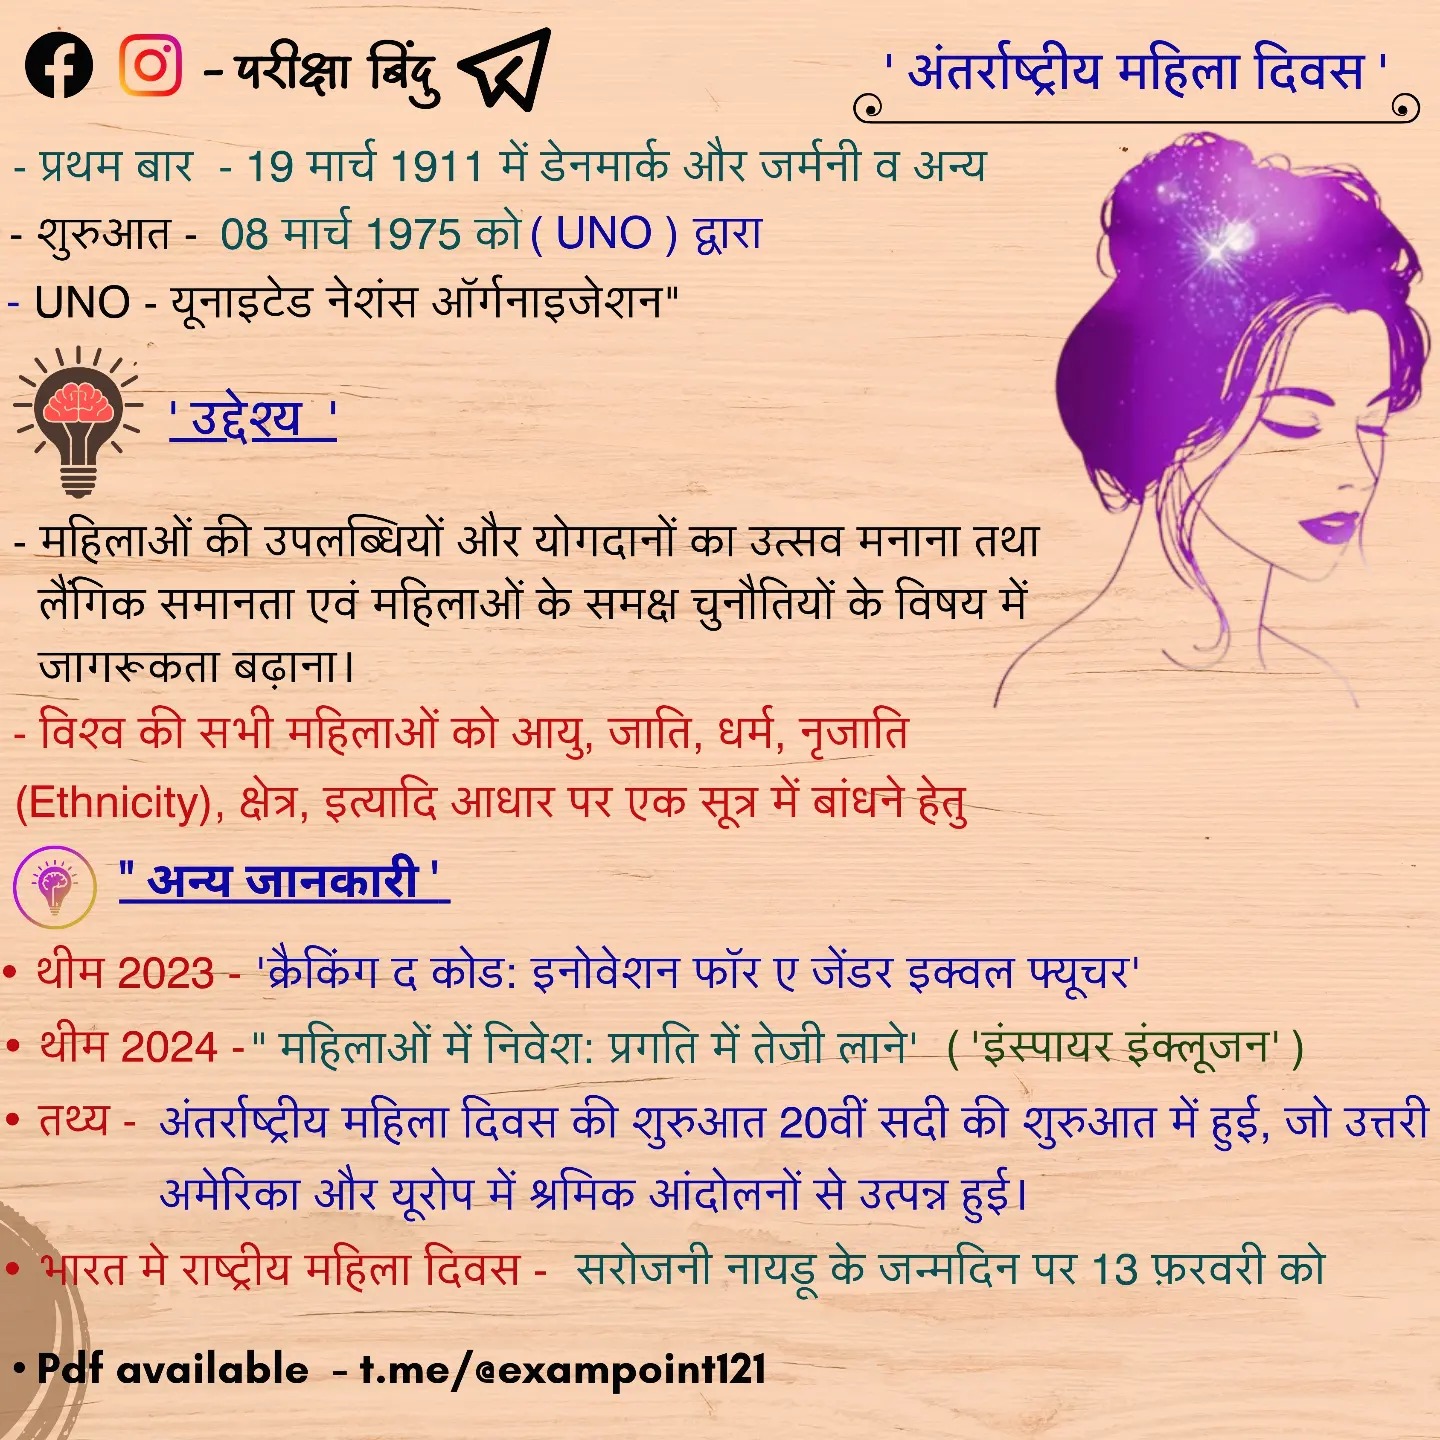 - परीक्षा बिंदु
' अंतर्राष्ट्रीय महिला दिवस '
- प्रथम बार - 19 मार्च 1911 में डेनमार्क और जर्मनी व अन्य
- शुरुआत - 08 मार्च 1975 को ( UNO ) द्वारा
- UNO - यूनाइटेड नेशंस ऑर्गनाइजेशन"
' उद्देश्य '
- महिलाओं की उपलब्धियों और योगदानों का उत्सव मनाना तथा
लैंगिक समानता एवं महिलाओं के समक्ष चुनौतियों के विषय में
जागरूकता बढ़ाना।
- विश्व की सभी महिलाओं को आयु, जाति, धर्म, नृजाति
(Ethnicity), क्षेत्र, इत्यादि आधार पर एक सूत्र में बांधने हेतु
" अन्य जानकारी '
• थीम 2023 - 'क्रैकिंग द कोड: इनोवेशन फॉर ए जेंडर इक्वल फ्यूचर'
• थीम 2024 - " महिलाओं में निवेश: प्रगति में तेजी लाने' ( 'इंस्पायर इंक्लूजन' )
• तथ्य - अंतर्राष्ट्रीय महिला दिवस की शुरुआत 20वीं सदी की शुरुआत में हुई, जो उत्तरी
अमेरिका और यूरोप में श्रमिक आंदोलनों से उत्पन्न हुई।
• भारत मे राष्ट्रीय महिला दिवस - सरोजनी नायडू के जन्मदिन पर 13 फ़रवरी को
• Pdf available - t.me/@exampoint121